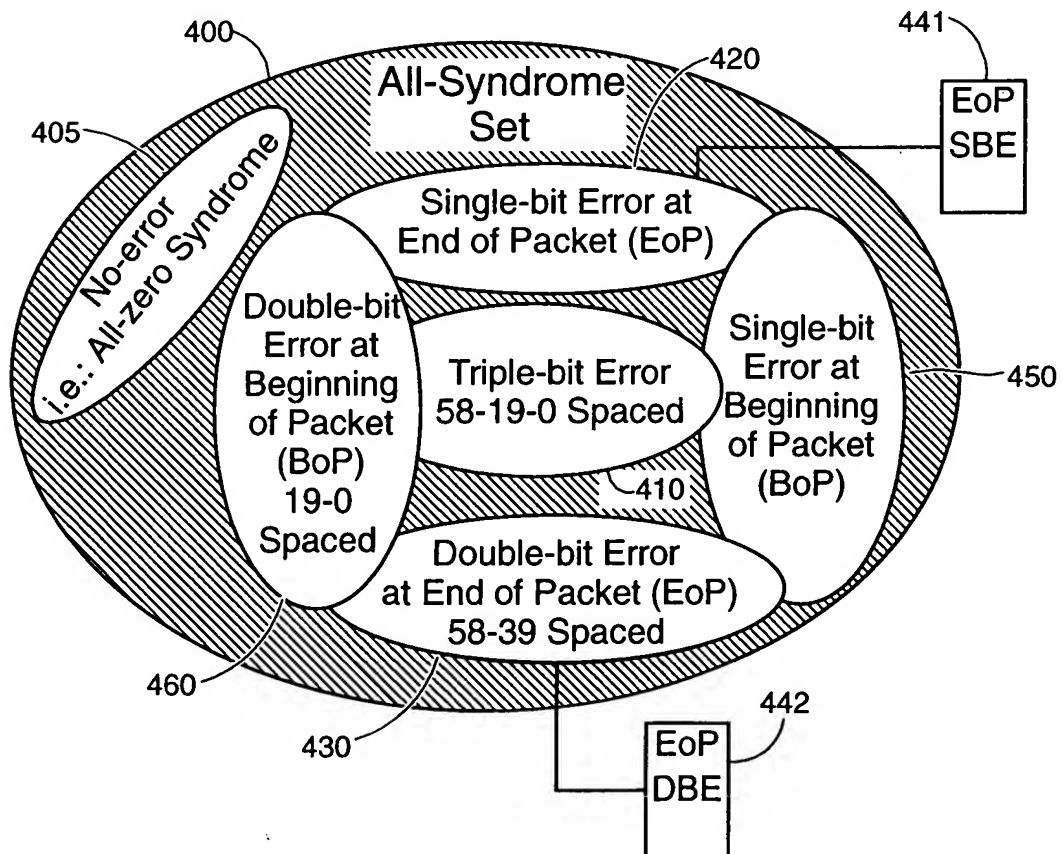 400
441
420
All-Syndrome
Set
EoP
SBE
405
No-error
i.e.: All-zero Syndrome
Single-bit Error at
End of Packet (EoP)
Double-bit
Error at
Beginning
of Packet
(BoP)
19-0
Spaced
Triple-bit Error
58-19-0 Spaced
Single-bit
Error at
Beginning
of Packet
(BoP)
450
410
Double-bit Error
at End of Packet (EoP)
58-39 Spaced
460
430
442
EoP
DBE